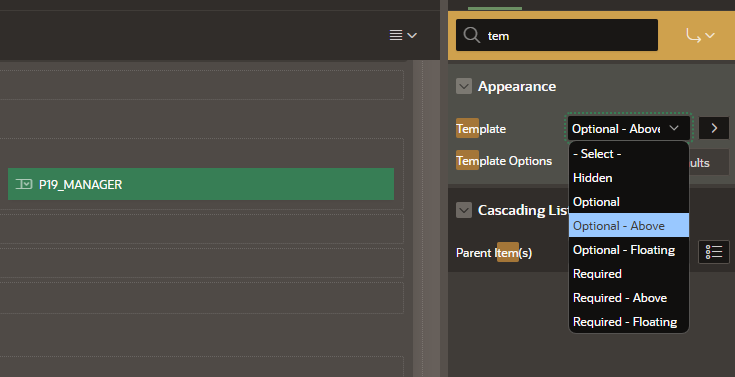 tem
Appearance
Template
Optional - Above
Template Options
ults
- Select -
Hidden
Optional
Optional - Above
Optional - Floating
Required
Required - Above
Required - Floating
P19_MANAGER
Cascading List
Parent Item(s)